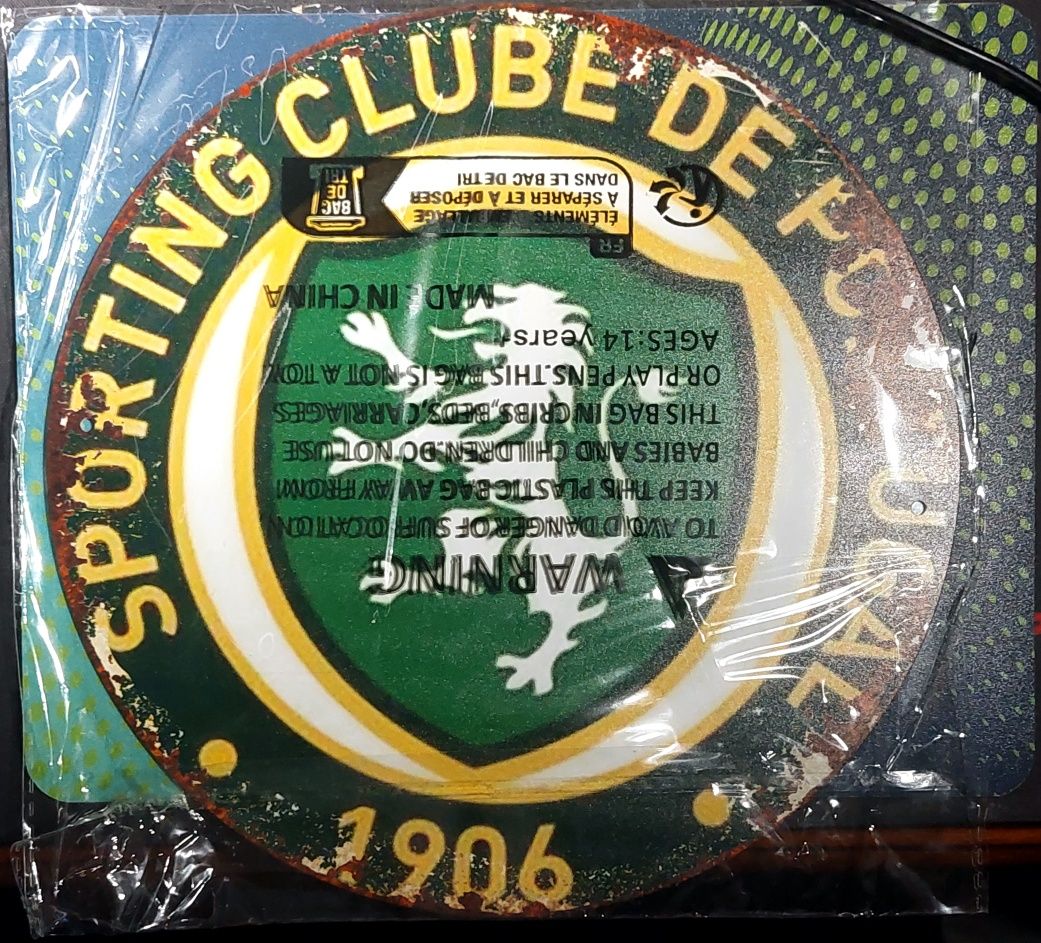 SPORTING CLUBE DE PORTUGAL
1906
WARNING
TO AVOID DANGER OF SUFFOCATION
KEEP THIS PLASTIC BAG AWAY FROM
BABIES AND CHILDREN. DO NOT USE
THIS BAG IN CRIBS, BEDS, CARRIAGES
OR PLAY PENS. THIS BAG IS NOT A TOY.
AGES:14 years+
MADE IN CHINA
FR
ÉLÉMENTS D'EMBALLAGE
À SÉPARER ET À DÉPOSER
DANS LE BAC DE TRI
BAC
DE
TRI